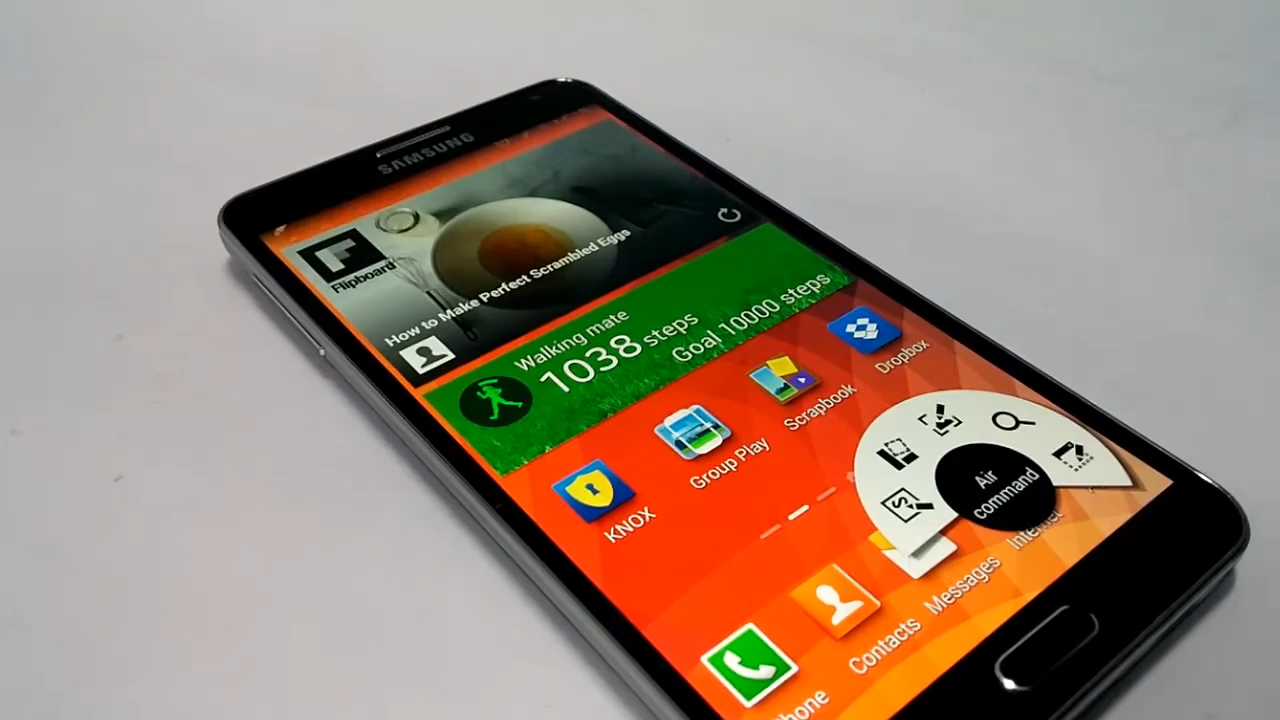 SAMSUNG
Flipboard
How to Make Perfect Scrambled Eggs
Walking mate
1038 steps
Goal 10000 steps
KNOX
Group Play
Scrapbook
Dropbox
Air
command
Phone
Contacts
Messages
Internet